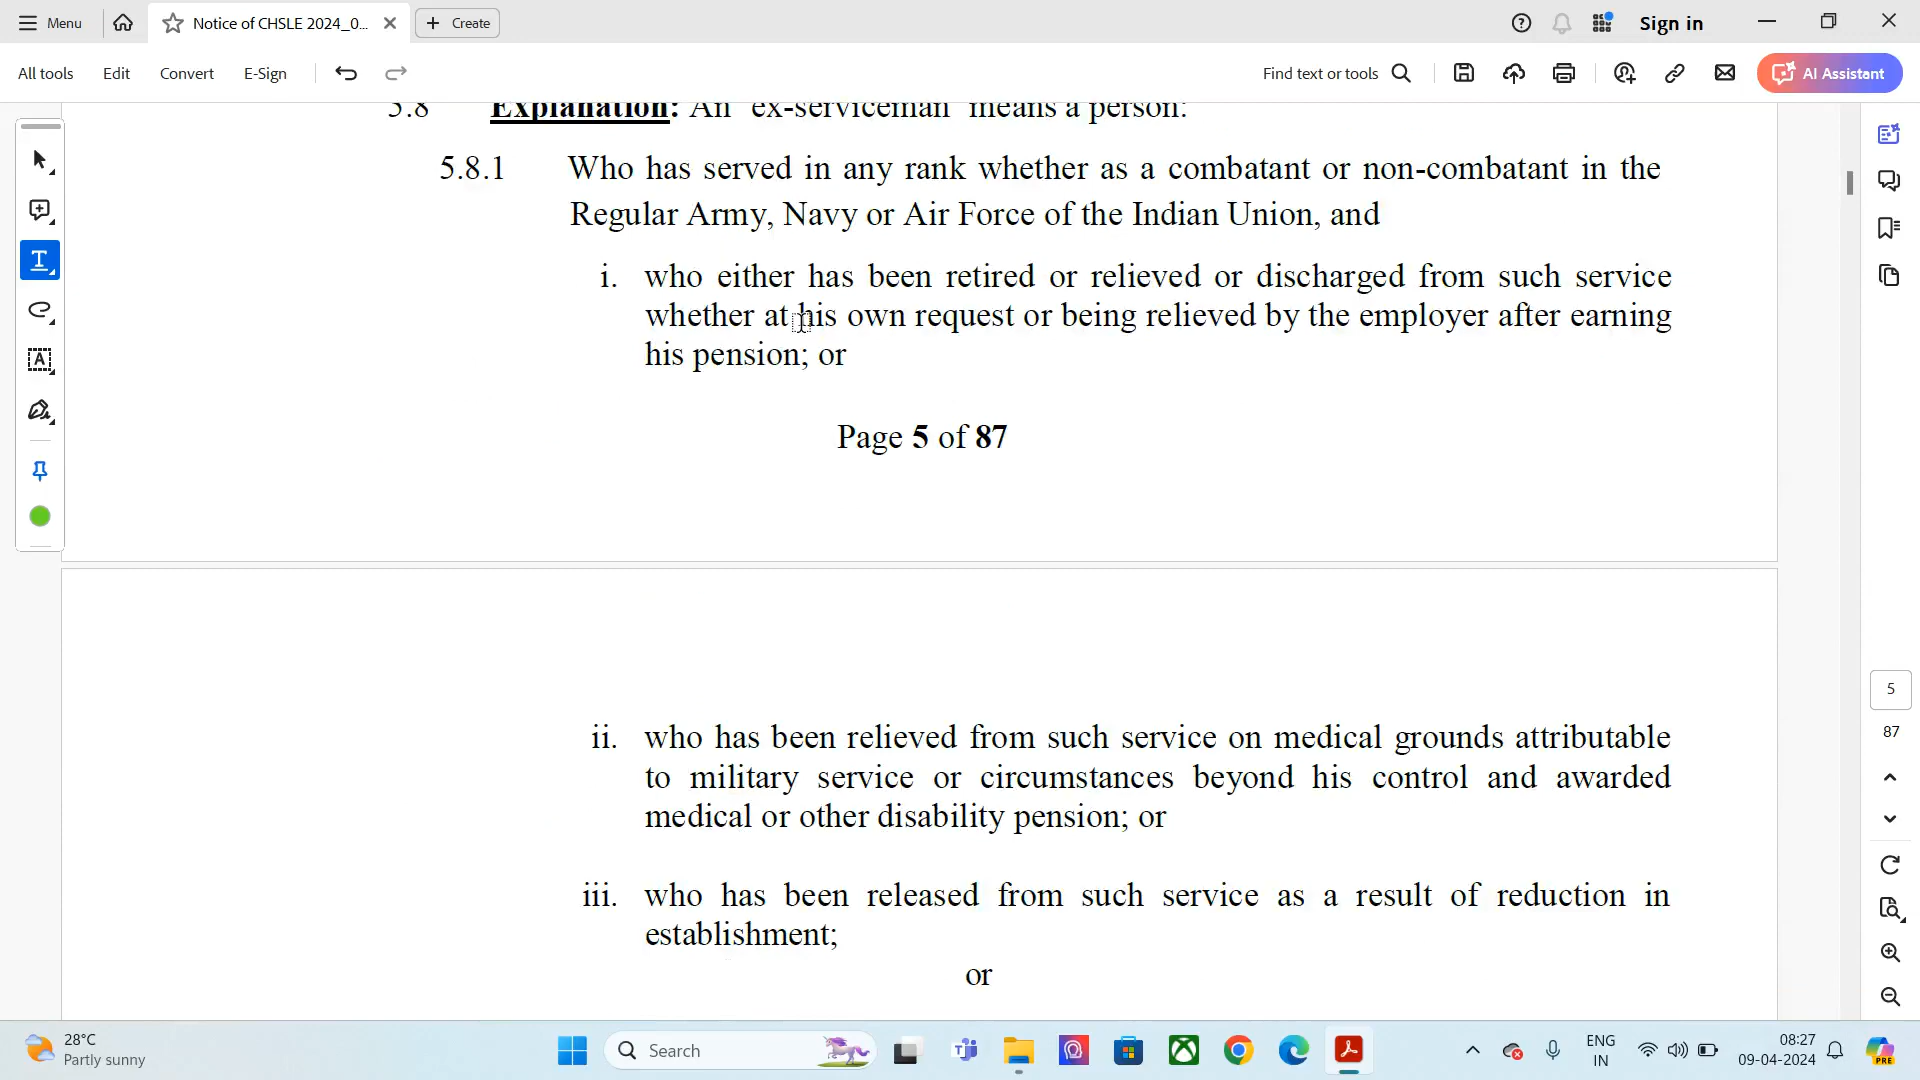 Menu
Notice of CHSLE 2024_0...
Create
Sign in
All tools
Edit
Convert
E-Sign
Find text or tools
AI Assistant
5.8 Explanation: An "ex-serviceman" means a person:
5.8.1 Who has served in any rank whether as a combatant or non-combatant in the
Regular Army, Navy or Air Force of the Indian Union, and
i. who either has been retired or relieved or discharged from such service
whether at his own request or being relieved by the employer after earning
his pension; or
Page 5 of 87
ii. who has been relieved from such service on medical grounds attributable
to military service or circumstances beyond his control and awarded
medical or other disability pension; or
iii. who has been released from such service as a result of reduction in
establishment;
or
5
87
28°C
Partly sunny
Search
ENG
IN
08:27
09-04-2024
PRE